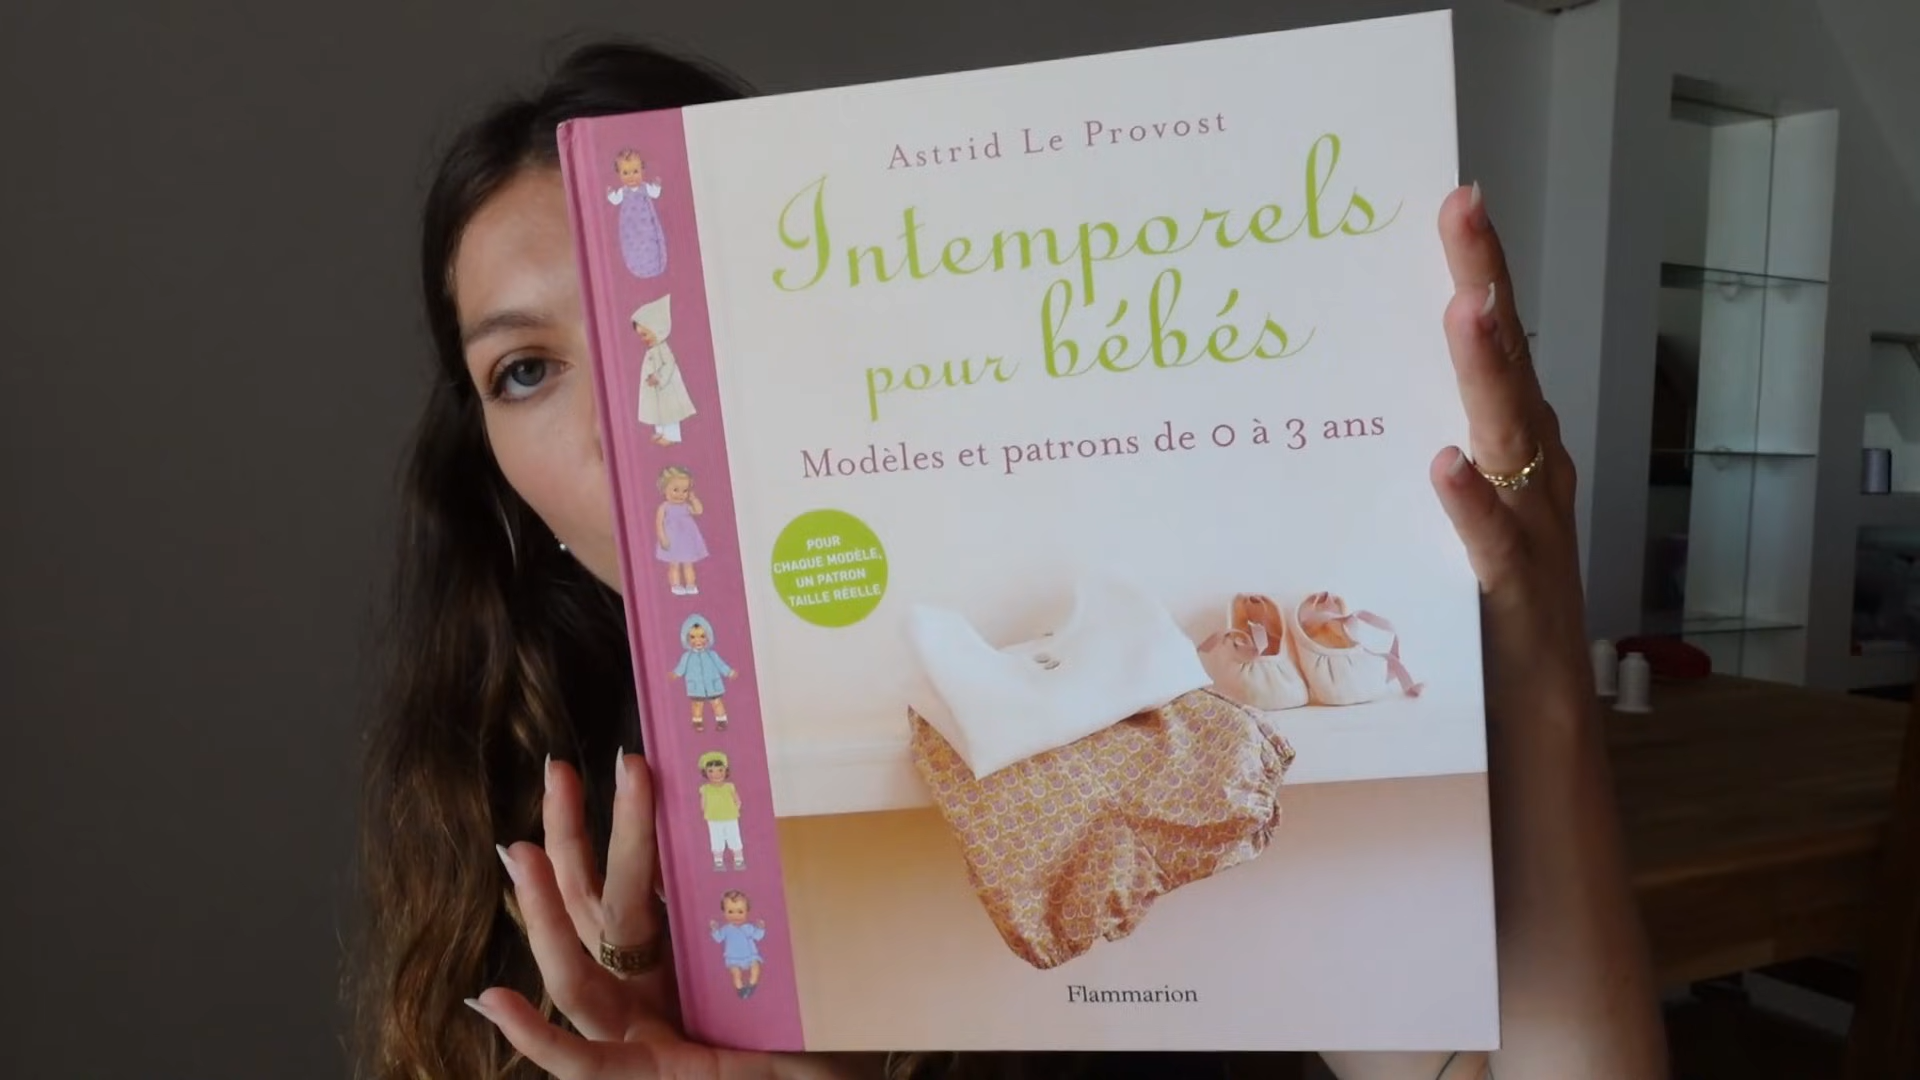 Astrid Le Provost
Intemporels
pour bébés
Modèles et patrons de 0 à 3 ans
POUR
CHAQUE MODÈLE,
UN PATRON
TAILLE RÉELLE
Flammarion